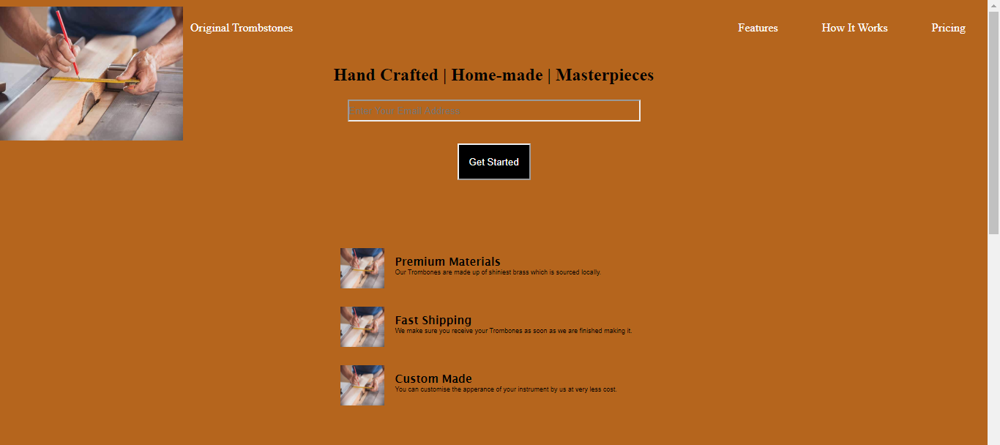 Original Trombstones
Features
How It Works
Pricing
Hand Crafted | Home-made | Masterpieces
Enter Your Email Address
Get Started
Premium Materials
Our Trombones are made up of shiniest brass which is sourced locally.
Fast Shipping
We make sure you receive your Trombones as soon as we are finished making it.
Custom Made
You can customise the apperance of your instrument by us at very less cost.